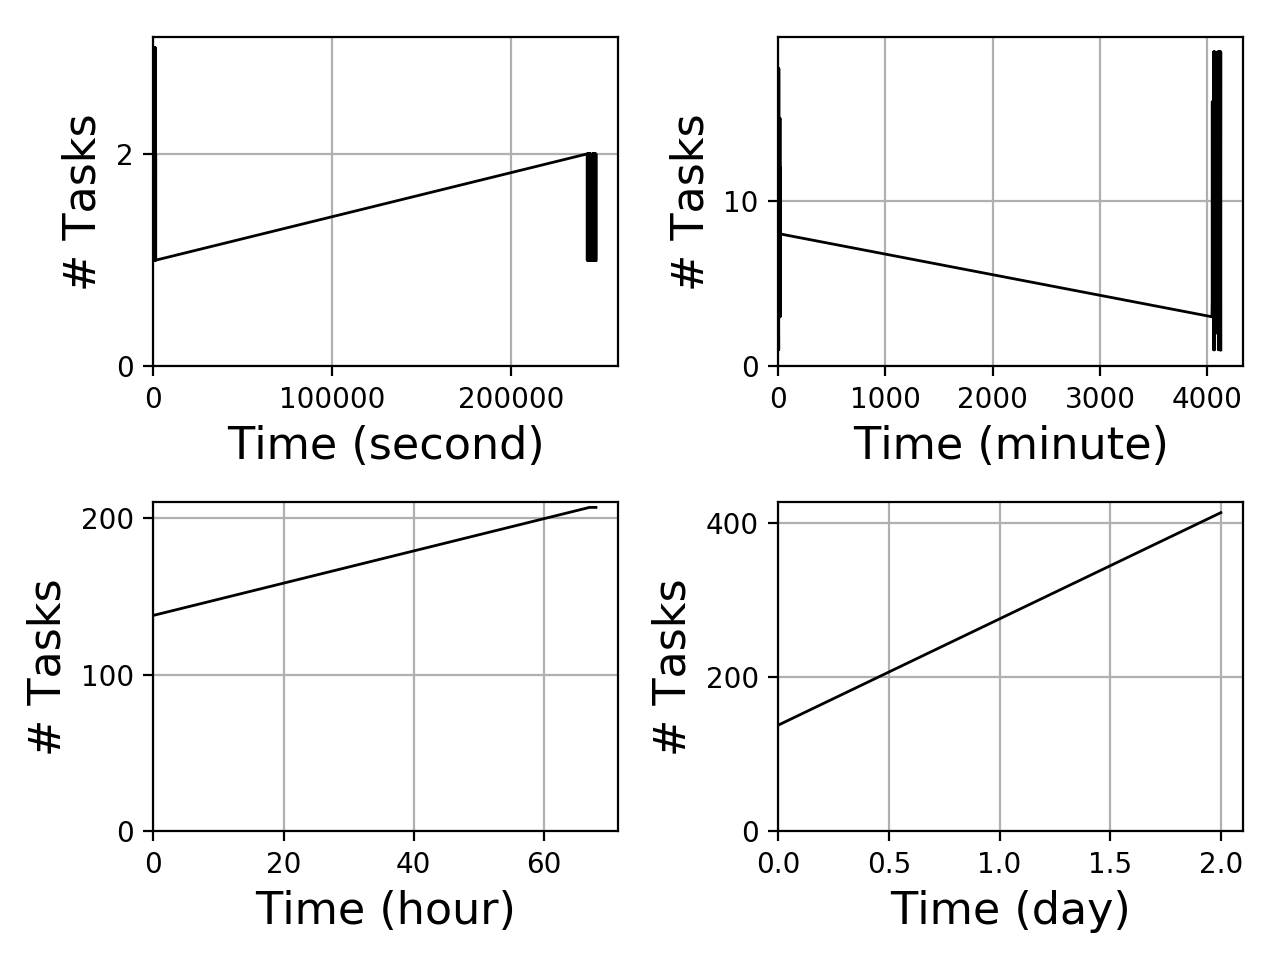 # Tasks
2
0
0 100000 200000
Time (second)
# Tasks
10
0
0 1000 2000 3000 4000
Time (minute)
# Tasks
200
100
0
0 20 40 60
Time (hour)
# Tasks
400
200
0
0.0 0.5 1.0 1.5 2.0
Time (day)